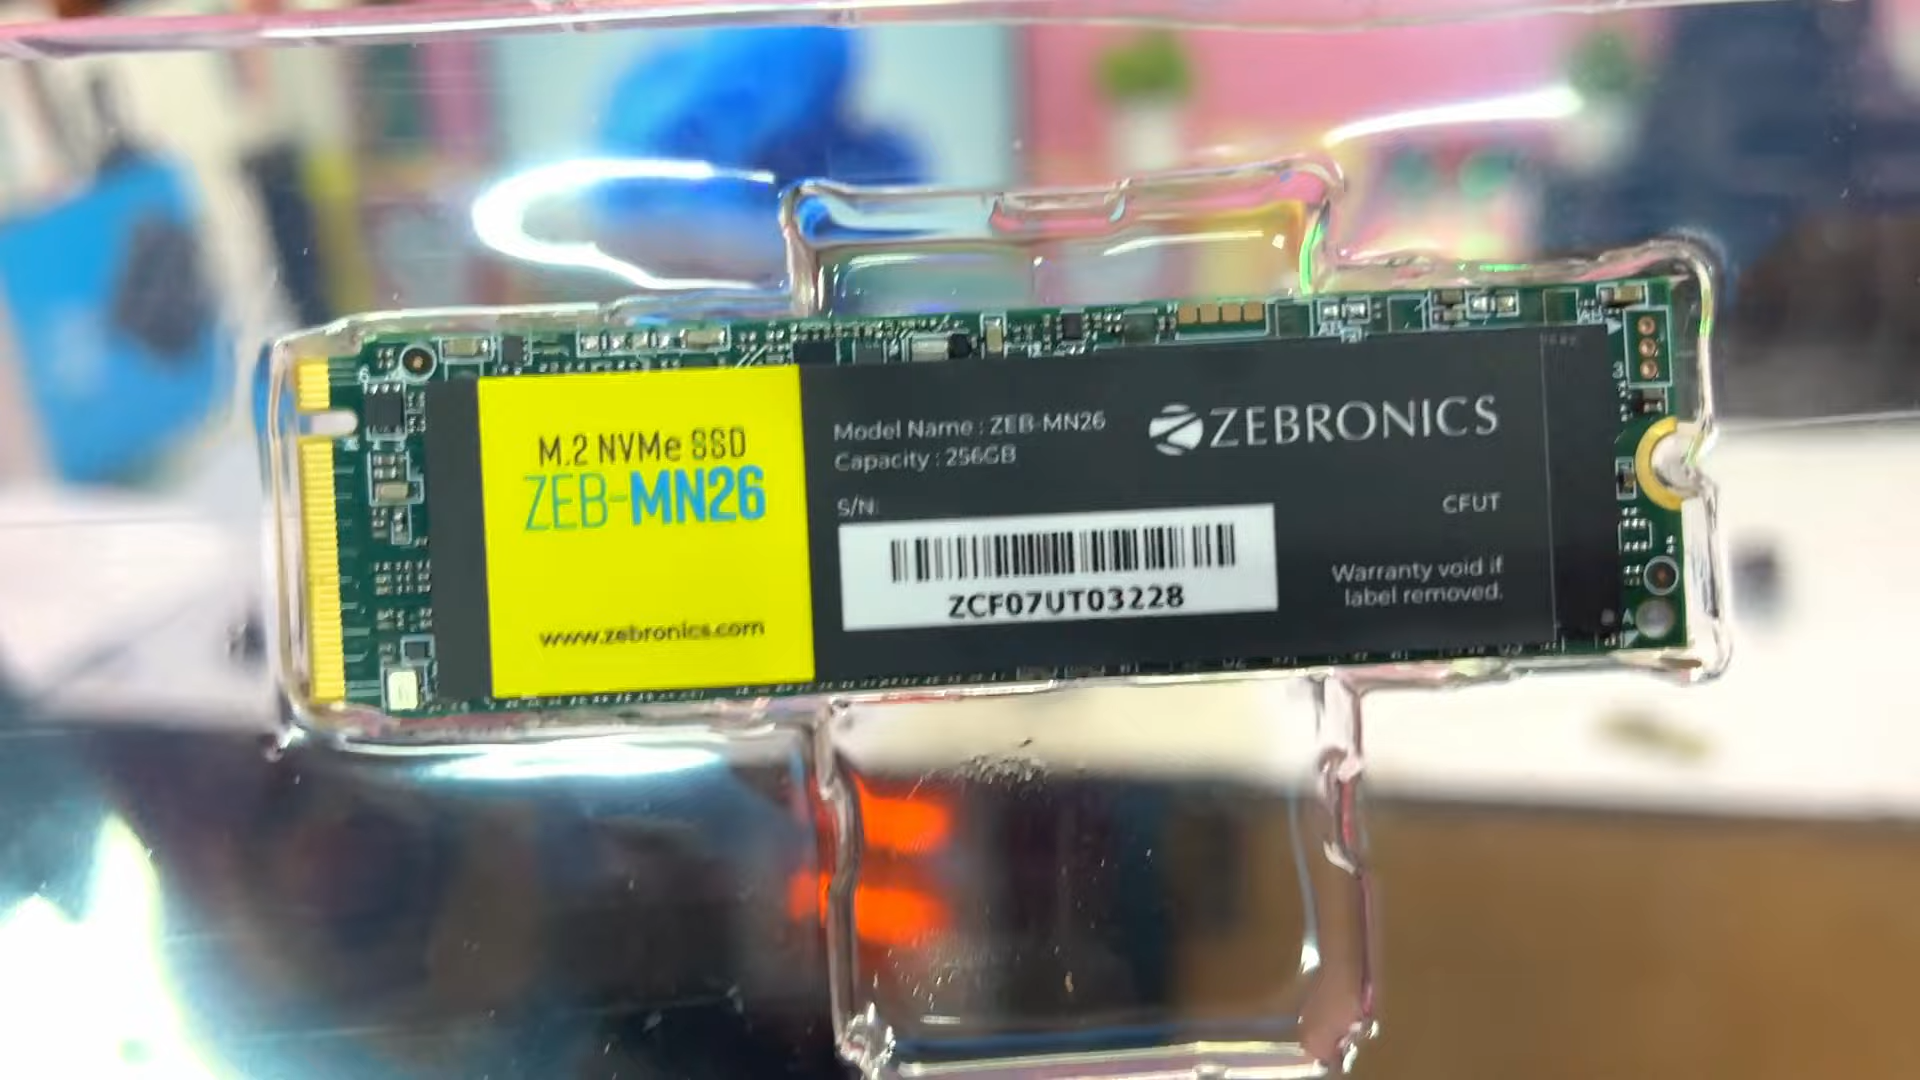 M.2 NVMe SSD
ZEB-MN26
www.zebronics.com
Model Name : ZEB-MN26
Capacity : 256GB
S/N:
ZCF07UT03228
ZEBRONICS
CFUT
Warranty void if
label removed.